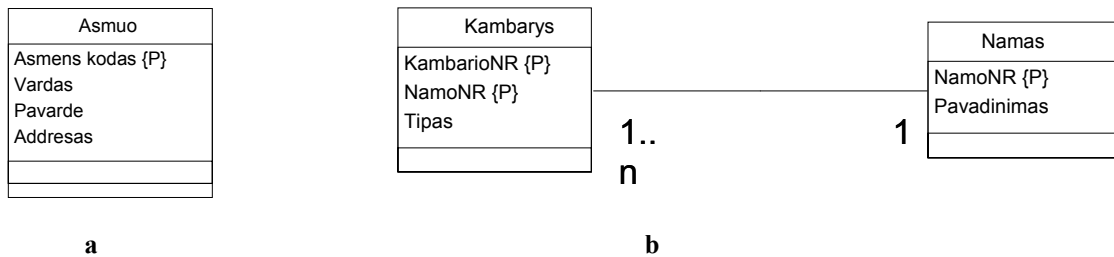 Asmuo
Asmens kodas {P}
Vardas
Pavarde
Addresas
a
Kambarys
KambarioNR {P}
NamoNR {P}
Tipas
1..
n
1
Namas
NamoNR {P}
Pavadinimas
b